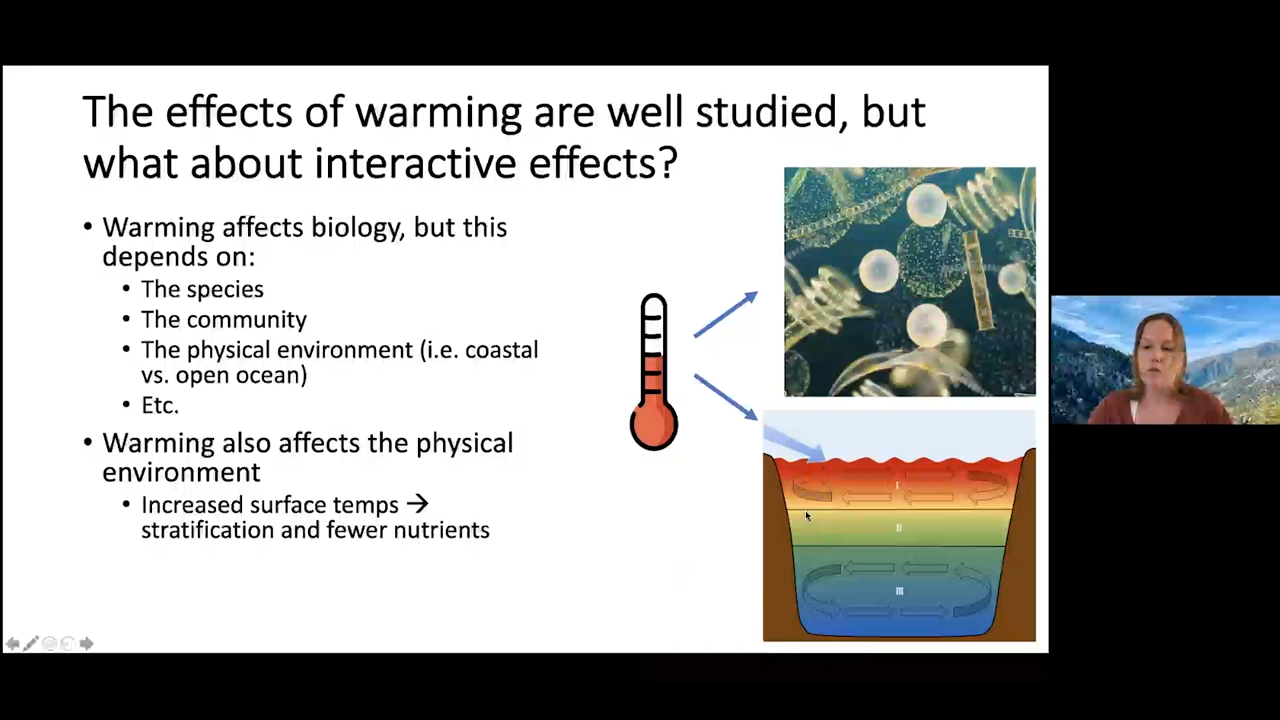 The effects of warming are well studied, but
what about interactive effects?
• Warming affects biology, but this
depends on:
• The species
• The community
• The physical environment (i.e. coastal
vs. open ocean)
• Etc.
• Warming also affects the physical
environment
• Increased surface temps →
stratification and fewer nutrients
I
II
III